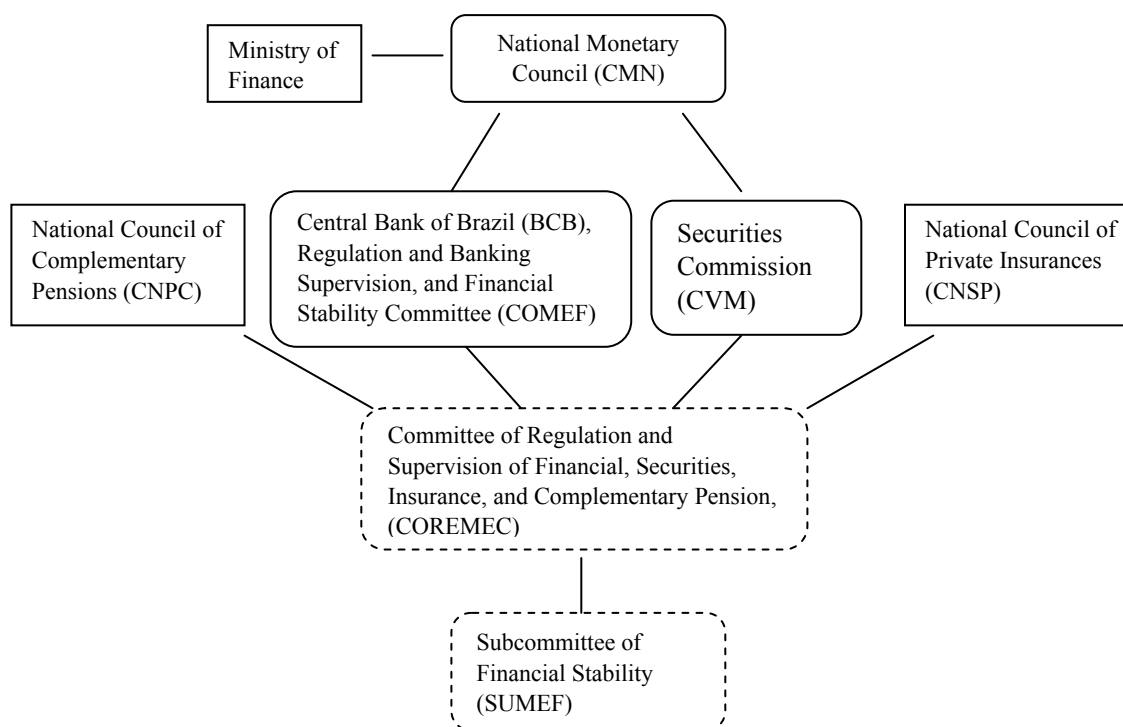 Ministry of
Finance
National Monetary
Council (CMN)
National Council of
Complementary
Pensions (CNPC)
Central Bank of Brazil (BCB),
Regulation and Banking
Supervision, and Financial
Stability Committee (COMEF)
Securities
Commission
(CVM)
National Council of
Private Insurances
(CNSP)
Committee of Regulation and
Supervision of Financial, Securities,
Insurance, and Complementary Pension,
(COREMEC)
Subcommittee of
Financial Stability
(SUMEF)